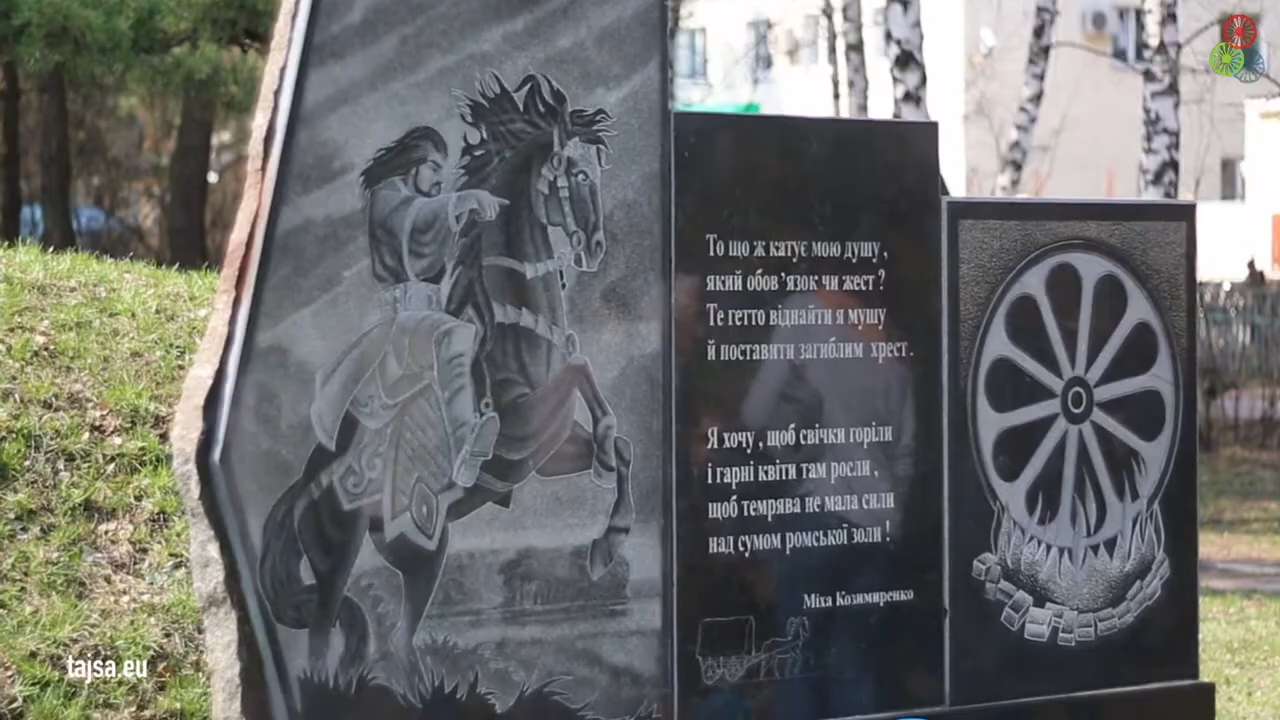 То що ж катує мою душу ,
який обов’язок чи жест ?
Те гетто віднайти я мушу
й поставити загиблим хрест .
Я хочу , щоб свічки горіли
і гарні квіти там росли ,
щоб темрява не мала сили
над сумом ромської золи !
Міха Козимиренко
tajsa.eu